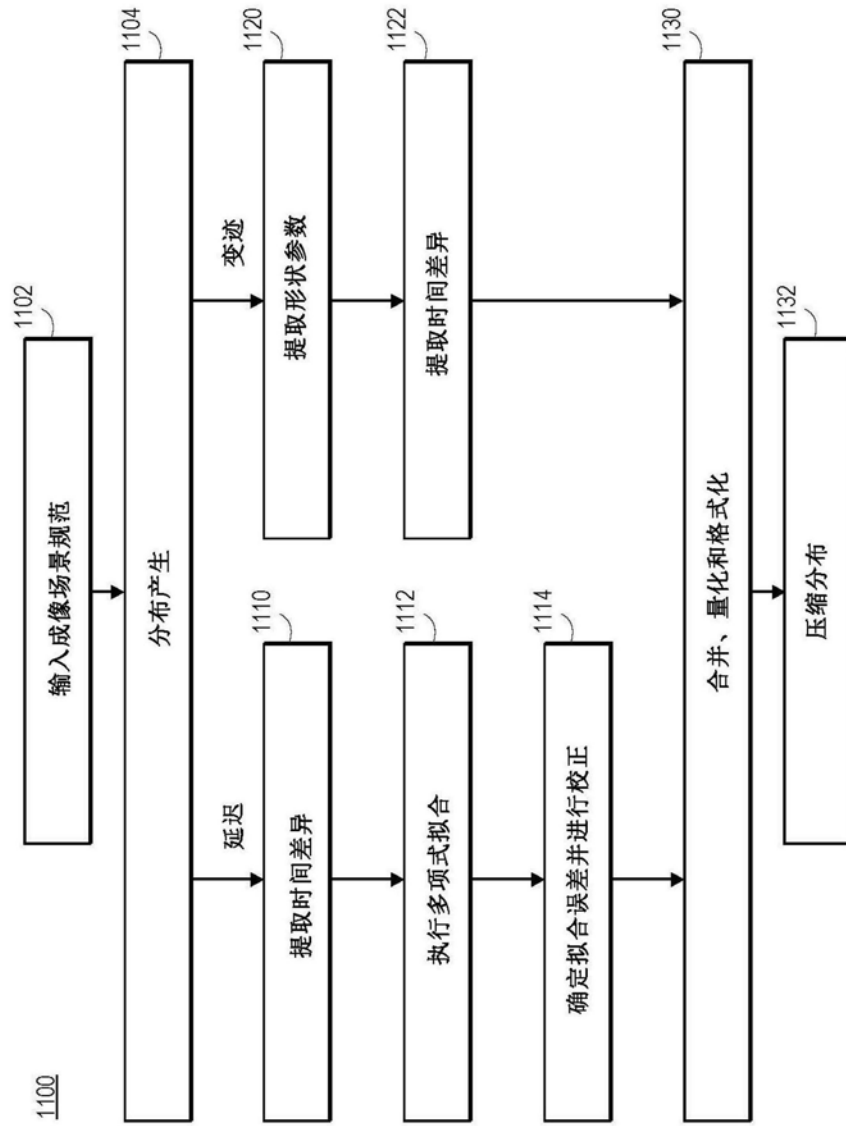 1100
输入成像场景规范
1102
分布产生
1104
延迟
变迹
提取时间差异
1110
提取形状参数
1120
执行多项式拟合
1112
提取时间差异
1122
确定拟合误差并进行校正
1114
合并、量化和格式化
1130
压缩分布
1132